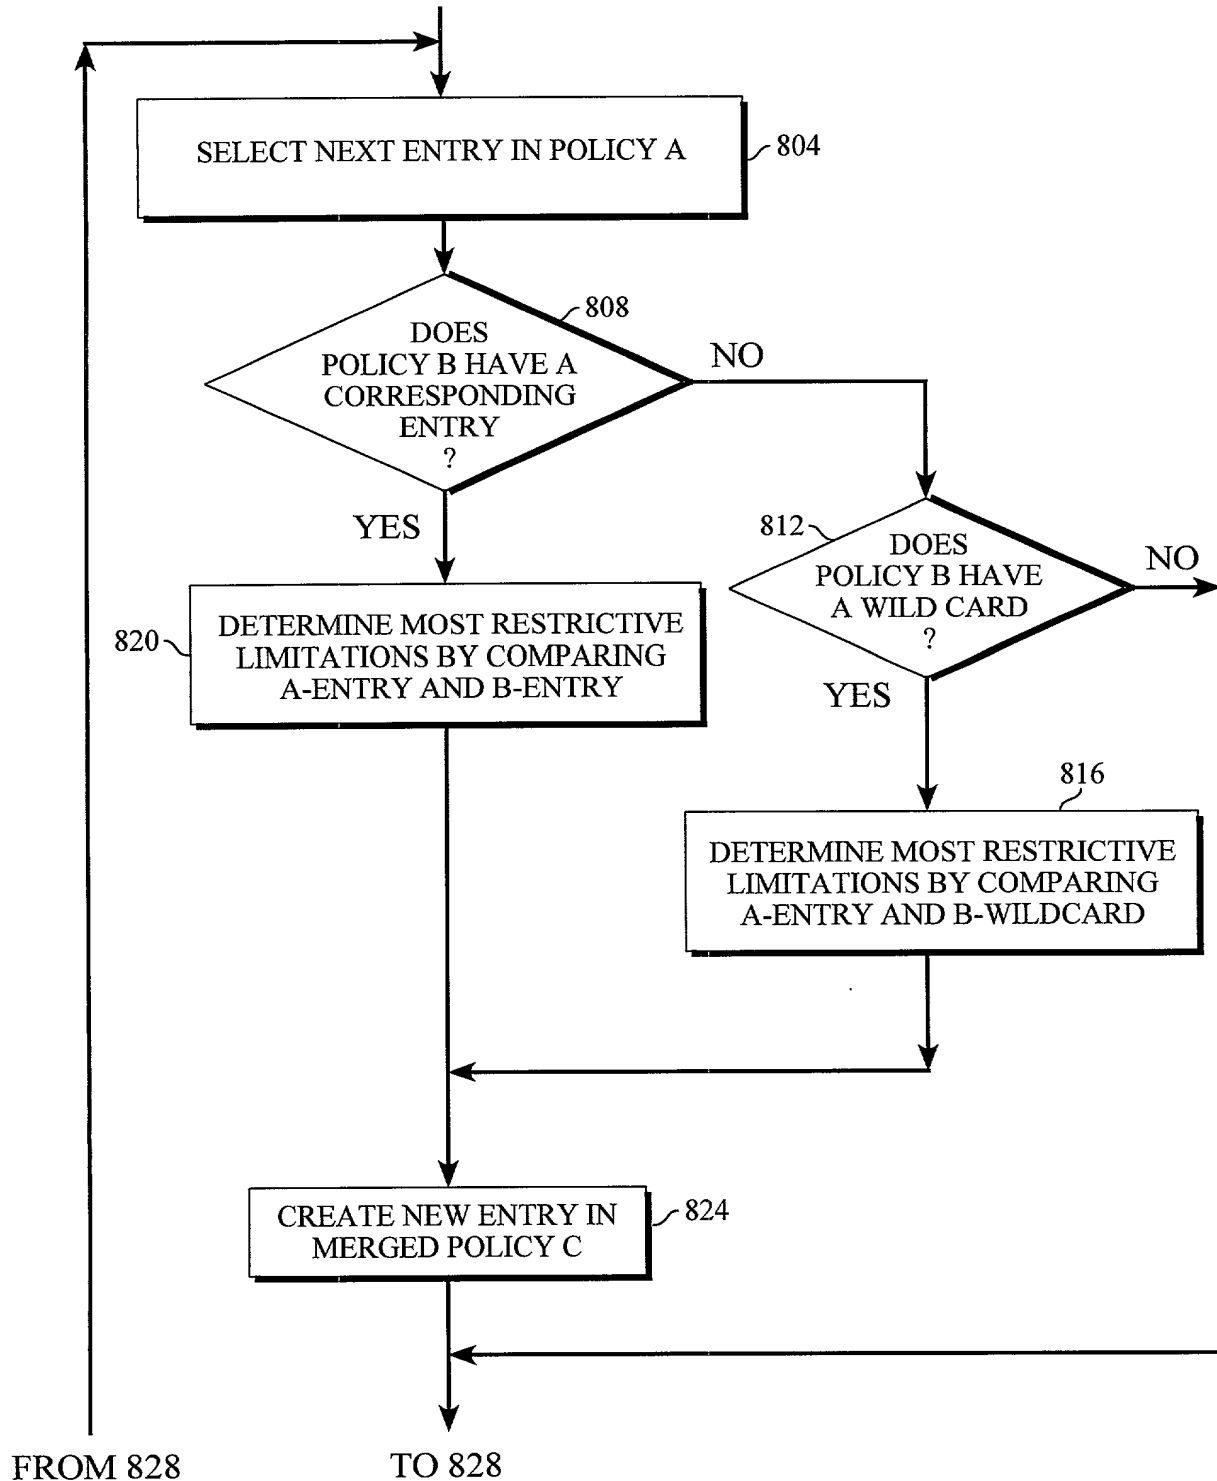 SELECT NEXT ENTRY IN POLICY A
804
808
DOES
POLICY B HAVE A
CORRESPONDING
ENTRY
?
NO
YES
812
DOES
POLICY B HAVE
A WILD CARD
?
NO
YES
820
DETERMINE MOST RESTRICTIVE
LIMITATIONS BY COMPARING
A-ENTRY AND B-ENTRY
816
DETERMINE MOST RESTRICTIVE
LIMITATIONS BY COMPARING
A-ENTRY AND B-WILDCARD
CREATE NEW ENTRY IN
MERGED POLICY C
824
FROM 828
TO 828